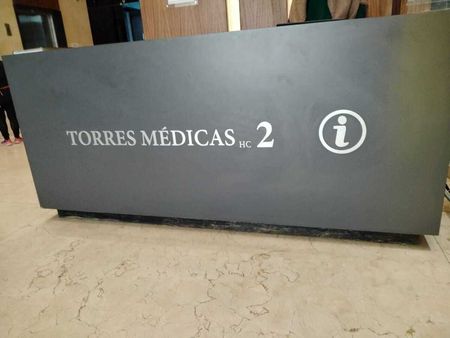 TORRES MÉDICAS HC 2 i